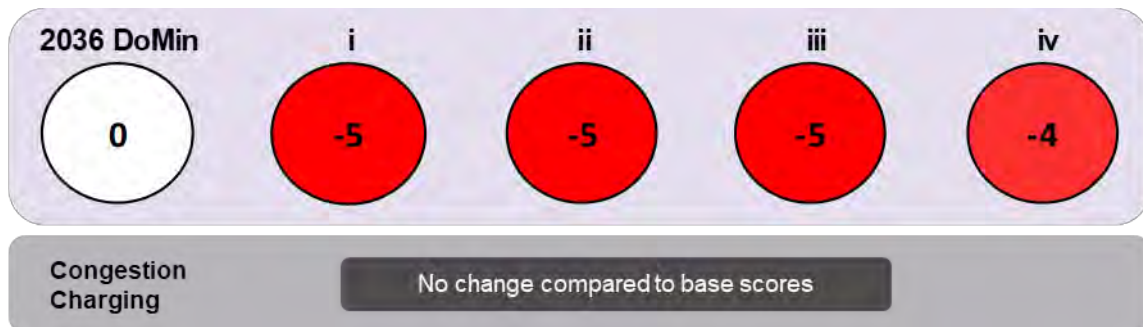 2036 DoMin i ii iii iv
0 -5 -5 -5 -4
Congestion
Charging
No change compared to base scores